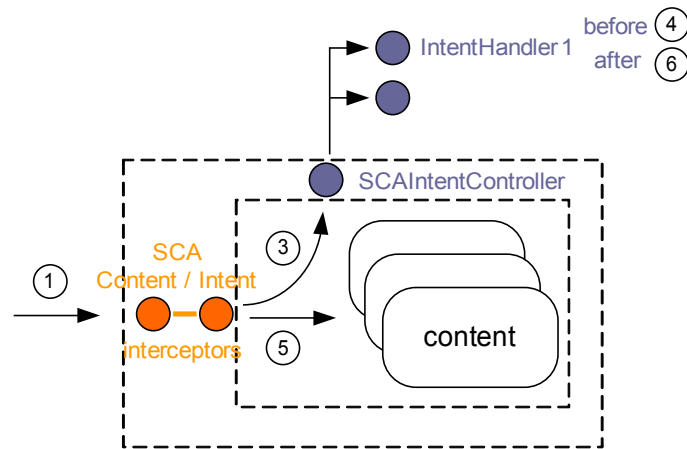 before 4
IntentHandler1
after 6
SCAIntentController
SCA
3
Content / Intent
1
content
interceptors
5